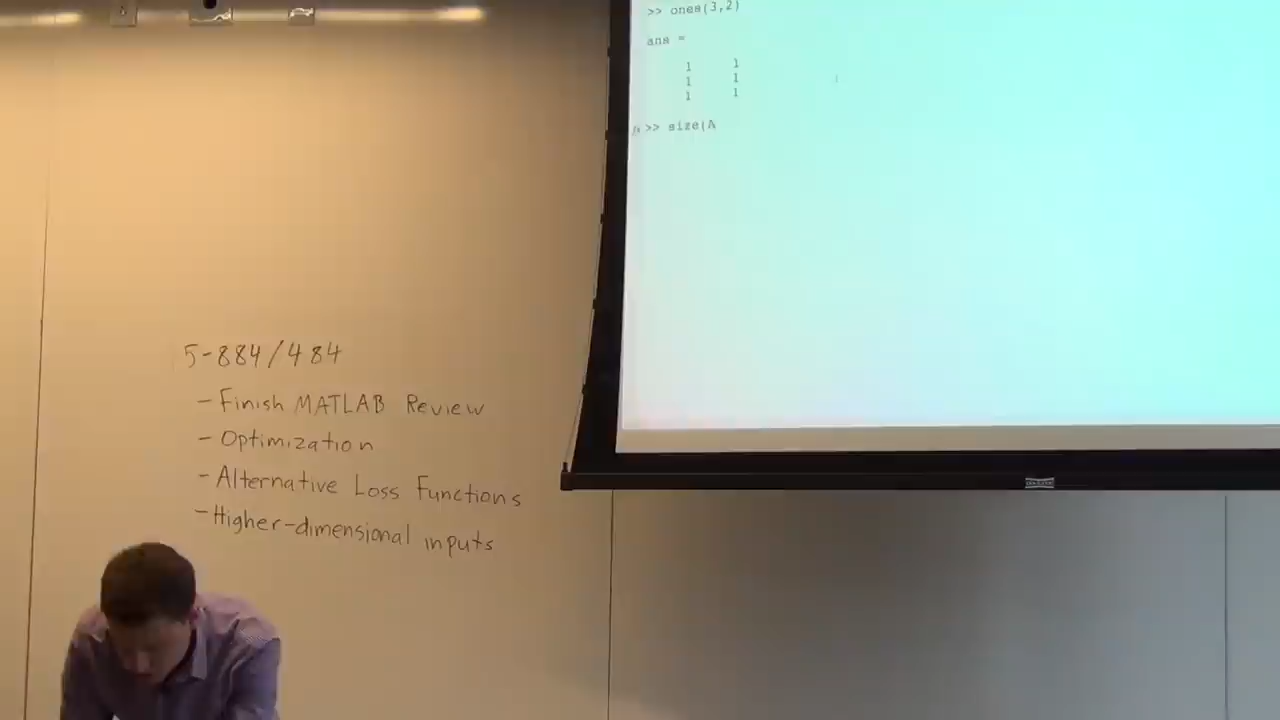 >> ones(3,2)
ans =
1 1
1 1
1 1
fx >> size(A
5-884/484
- Finish MATLAB Review
- Optimization
- Alternative Loss Functions
- Higher-dimensional inputs